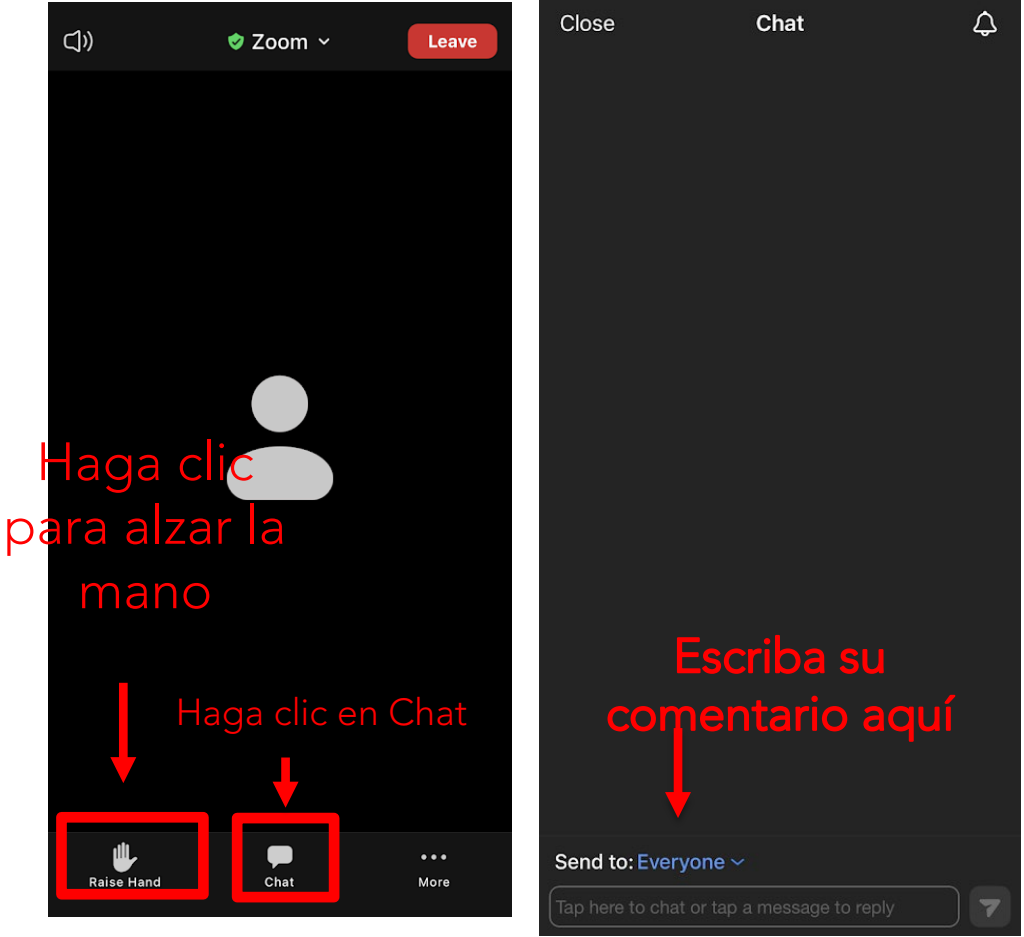 Zoom
Leave
Haga clic
para alzar la
mano
Haga clic en Chat
Raise Hand
Chat
More
Close
Chat
Escriba su
comentario aquí
Send to: Everyone
Tap here to chat or tap a message to reply